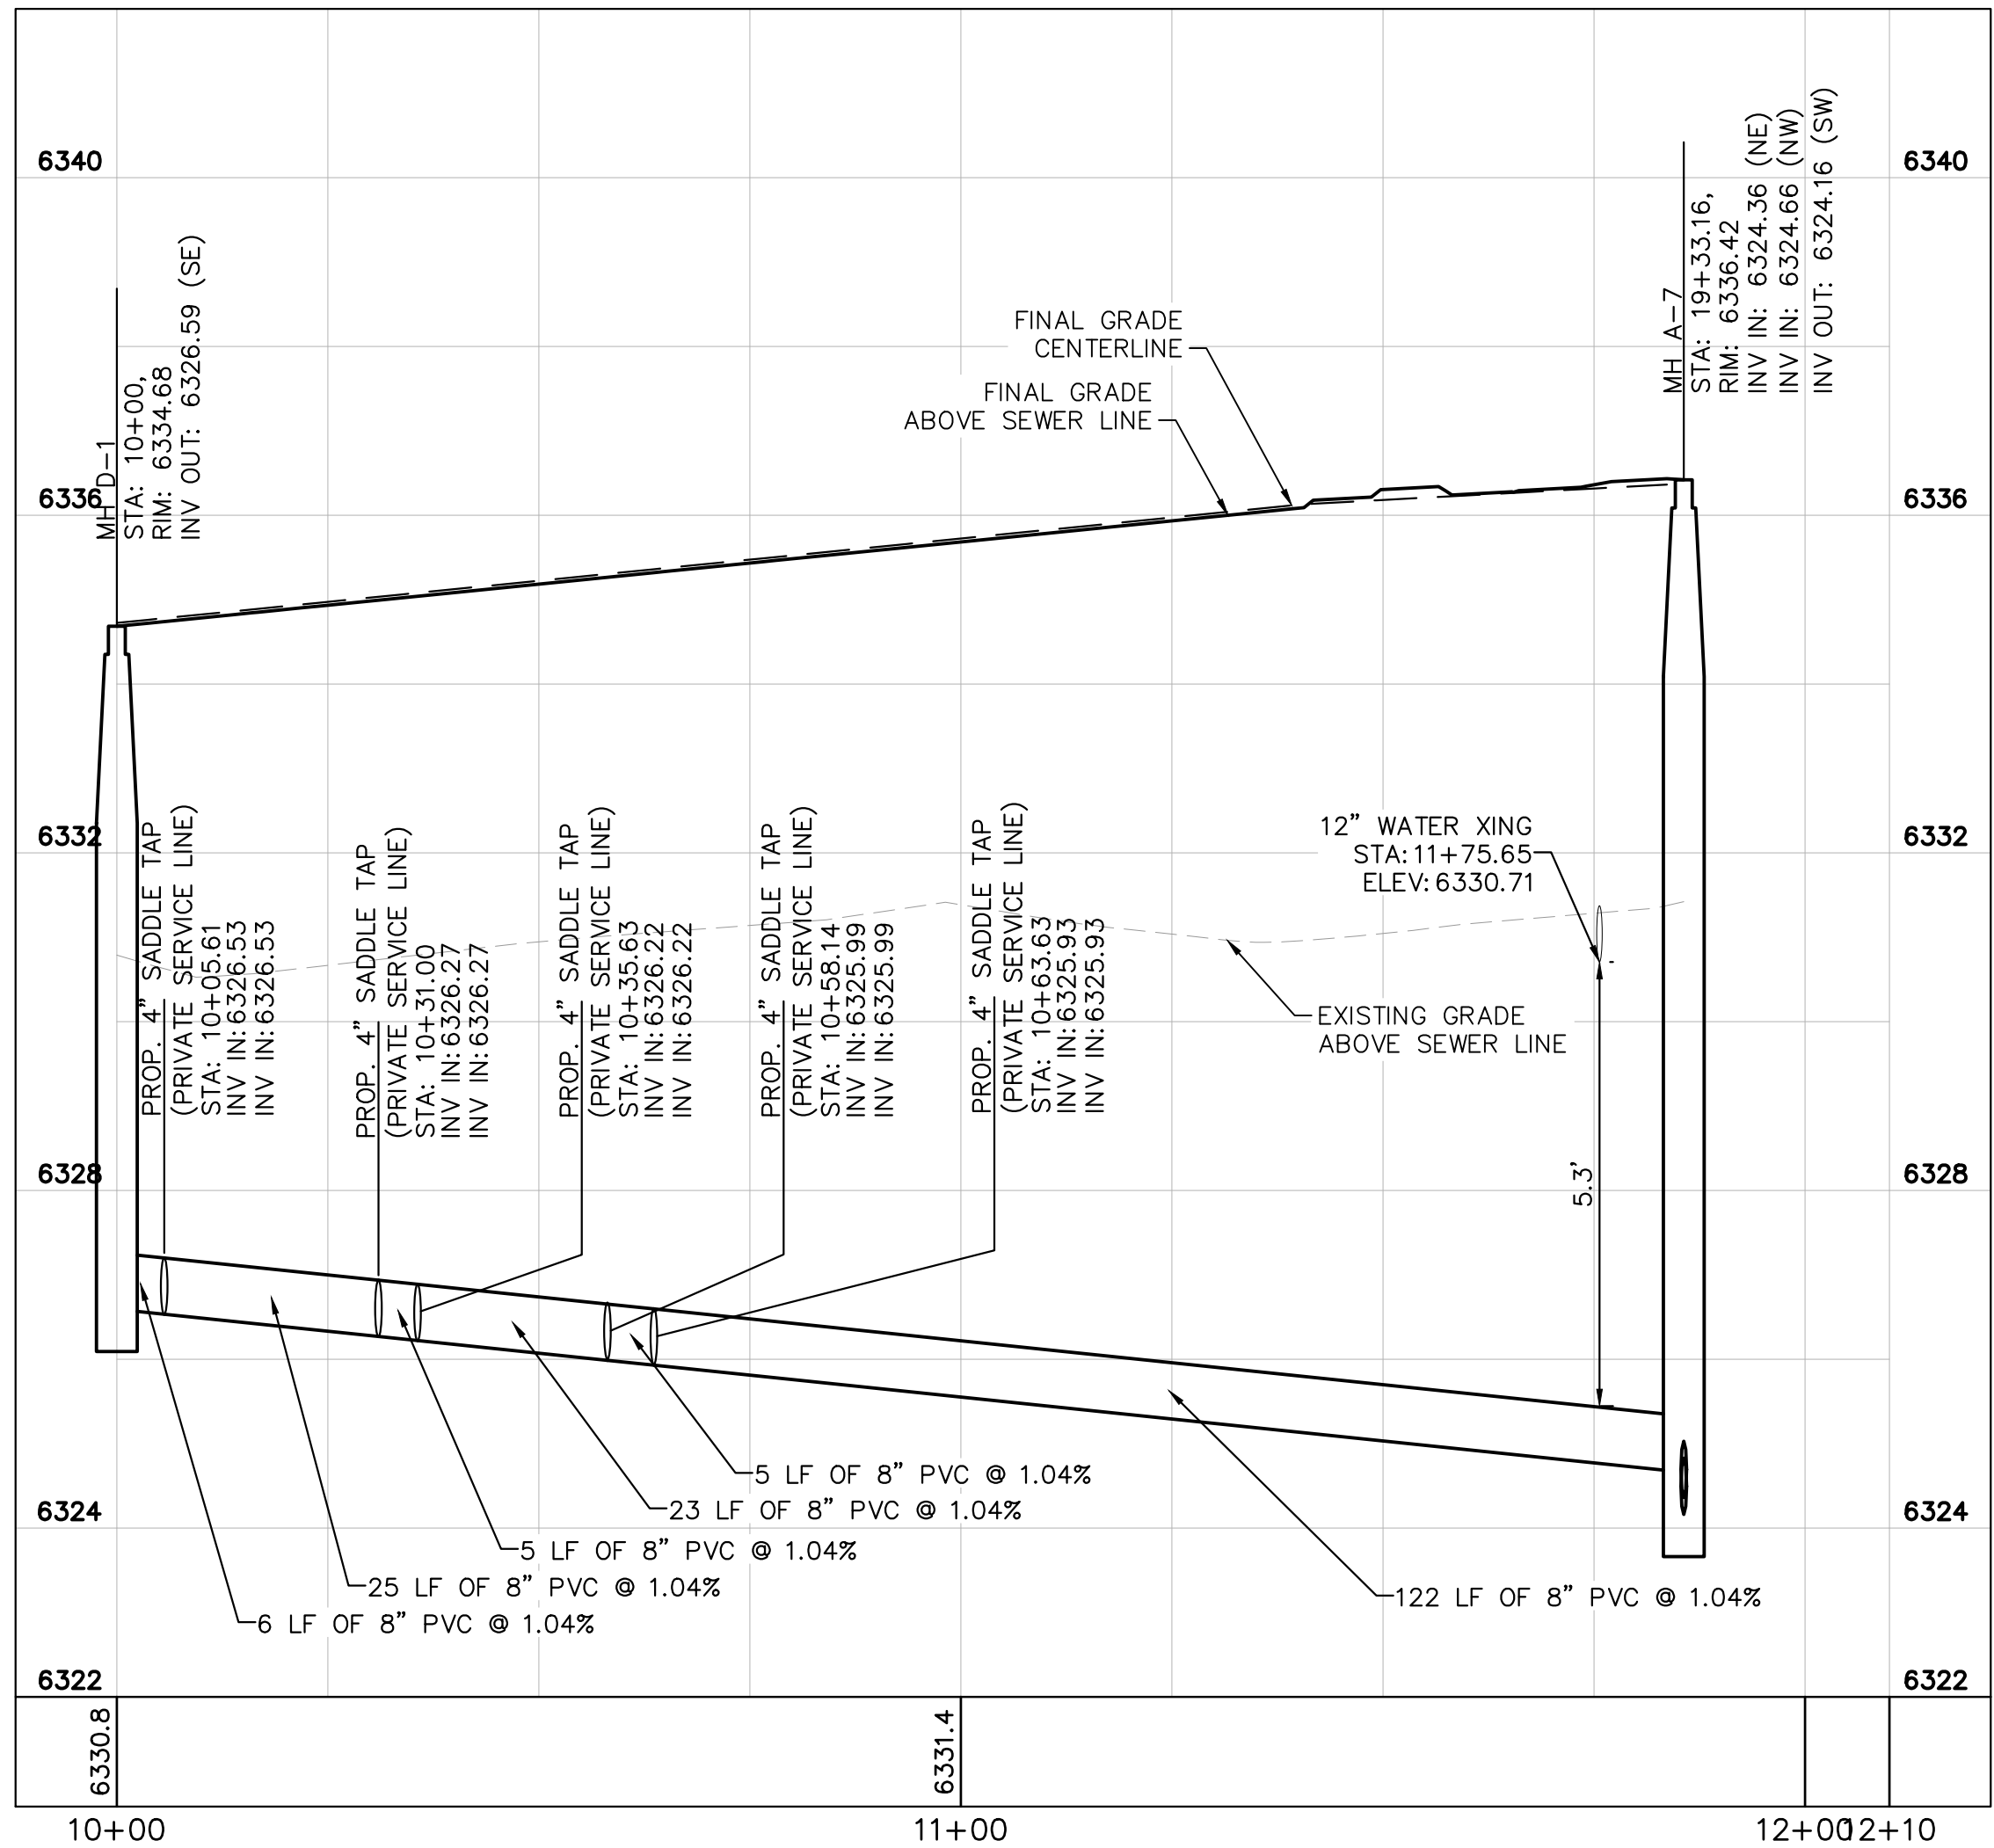 6340
6336
6332
6328
6324
6322
MH D-1
STA: 10+00,
RIM: 6334.68
INV OUT: 6326.59 (SE)
FINAL GRADE
CENTERLINE
FINAL GRADE
ABOVE SEWER LINE
MH A-7
STA: 19+33.16,
RIM: 6336.42
INV IN: 6324.36 (NE)
INV IN: 6324.66 (NW)
INV OUT: 6324.16 (SW)
6340
6336
6332
6328
6324
6322
PROP. 4" SADDLE TAP
(PRIVATE SERVICE LINE)
STA: 10+05.61
INV IN:6326.53
INV IN:6326.53
PROP. 4" SADDLE TAP
(PRIVATE SERVICE LINE)
STA: 10+31.00
INV IN:6326.27
INV IN:6326.27
PROP. 4" SADDLE TAP
(PRIVATE SERVICE LINE)
STA: 10+35.63
INV IN:6326.22
INV IN:6326.22
PROP. 4" SADDLE TAP
(PRIVATE SERVICE LINE)
STA: 10+58.14
INV IN:6325.99
INV IN:6325.99
PROP. 4" SADDLE TAP
(PRIVATE SERVICE LINE)
STA: 10+63.63
INV IN:6325.93
INV IN:6325.93
12" WATER XING
STA:11+75.65
ELEV:6330.71
EXISTING GRADE
ABOVE SEWER LINE
5.3'
5 LF OF 8" PVC @ 1.04%
23 LF OF 8" PVC @ 1.04%
5 LF OF 8" PVC @ 1.04%
25 LF OF 8" PVC @ 1.04%
6 LF OF 8" PVC @ 1.04%
122 LF OF 8" PVC @ 1.04%
6330.8
6331.4
10+00
11+00
12+00
12+10